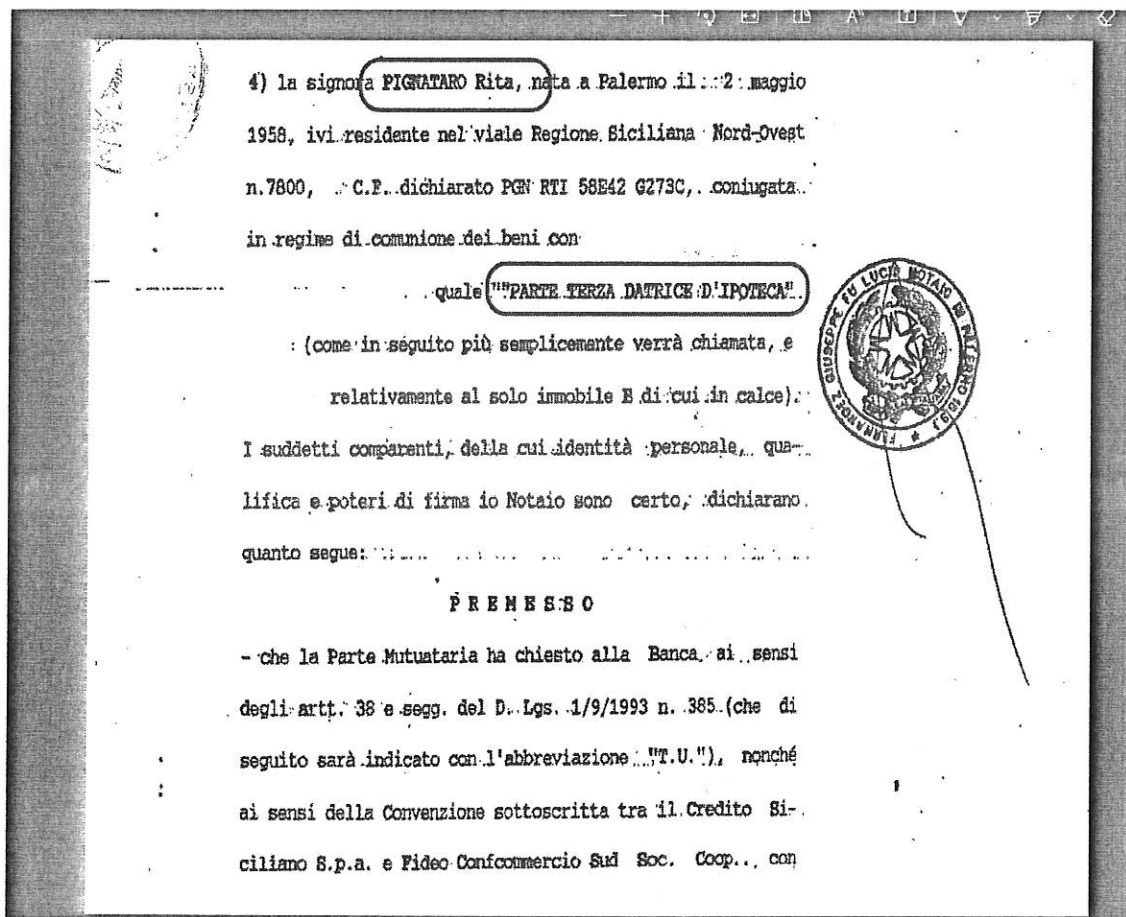 4) la signora PIGNATARO Rita, nata a Palermo il 2 maggio
1958, ivi residente nel viale Regione Siciliana Nord-Ovest
n.7800, C.F. dichiarato PGN RTI 58E42 G273C, coniugata
in regime di comunione dei beni con
quale ""PARTE TERZA DATRICE D'IPOTECA"
(come in seguito più semplicemente verrà chiamata, e
relativamente al solo immobile E di cui in calce).
I suddetti comparenti, della cui identità personale, qua-
lifica e poteri di firma io Notaio sono certo, dichiarano
quanto segue:
PREMESSO
- che la Parte Mutuataria ha chiesto alla Banca ai sensi
degli artt. 38 e segg. del D. Lgs. 1/9/1993 n. 385 (che di
seguito sarà indicato con l'abbreviazione "T.U."), nonché
ai sensi della Convenzione sottoscritta tra il Credito Si-
ciliano S.p.a. e Fideo Confcommercio Sud Soc. Coop. con
GIUSEPPE FU LUCIA NOTAIO IN PATERNO